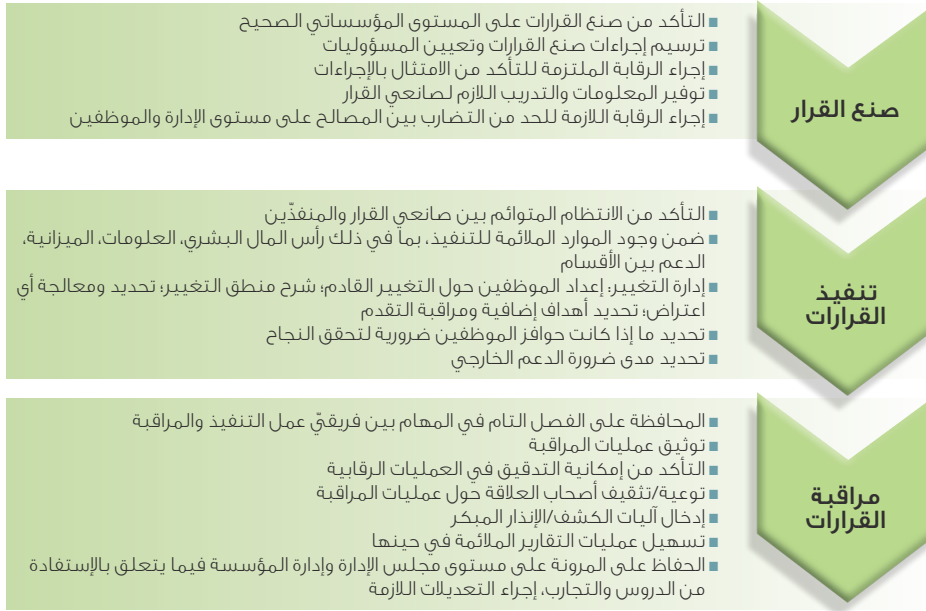 صنع القرار
▪ التأكد من صنع القرارات على المستوى المؤسساتي الصحيح
▪ ترسيم إجراءات صنع القرارات وتعيين المسؤوليات
▪ إجراء الرقابة الملتزمة للتأكد من الامتثال بالإجراءات
▪ توفير المعلومات والتدريب اللازم لصانعي القرار
▪ إجراء الرقابة اللازمة للحد من التضارب بين المصالح على مستوى الإدارة والموظفين
تنفيذ
القرارات
▪ التأكد من الانتظام المتوائم بين صانعي القرار والمنفذّين
▪ ضمن وجود الموارد الملائمة للتنفيذ، بما في ذلك رأس المال البشري، العلومات، الميزانية،
الدعم بين الأقسام
▪ إدارة التغيير: إعداد الموظفين حول التغيير القادم؛ شرح منطق التغيير؛ تحديد ومعالجة أي
اعتراض؛ تحديد أهداف إضافية ومراقبة التقدم
▪ تحديد ما إذا كانت حوافز الموظفين ضرورية لتحقق النجاح
▪ تحديد مدى ضرورة الدعم الخارجي
مراقبة
القرارات
▪ المحافظة على الفصل التام في المهام بين فريقيّ عمل التنفيذ والمراقبة
▪ توثيق عمليات المراقبة
▪ التأكد من إمكانية التدقيق في العمليات الرقابية
▪ توعية/تثقيف أصحاب العلاقة حول عمليات المراقبة
▪ إدخال آليات الكشف/الإنذار المبكر
▪ تسهيل عمليات التقارير الملائمة في حينها
▪ الحفاظ على المرونة على مستوى مجلس الإدارة وإدارة المؤسسة فيما يتعلق بالإستفادة
من الدروس والتجارب، إجراء التعديلات اللازمة